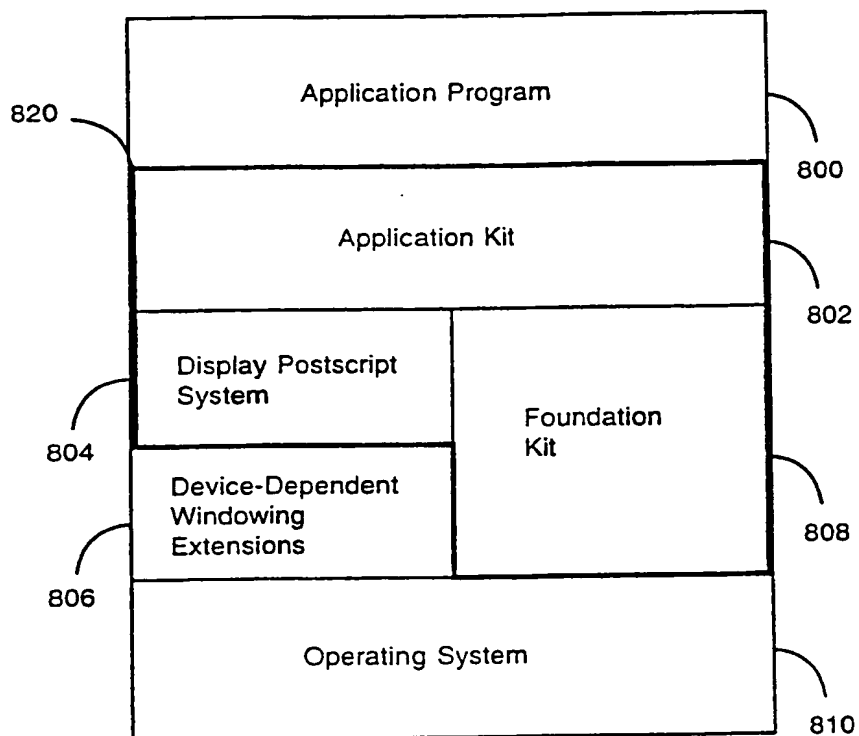 Application Program
820
800
Application Kit
802
Display Postscript
System
Foundation
Kit
804
Device-Dependent
Windowing
Extensions
808
806
Operating System
810